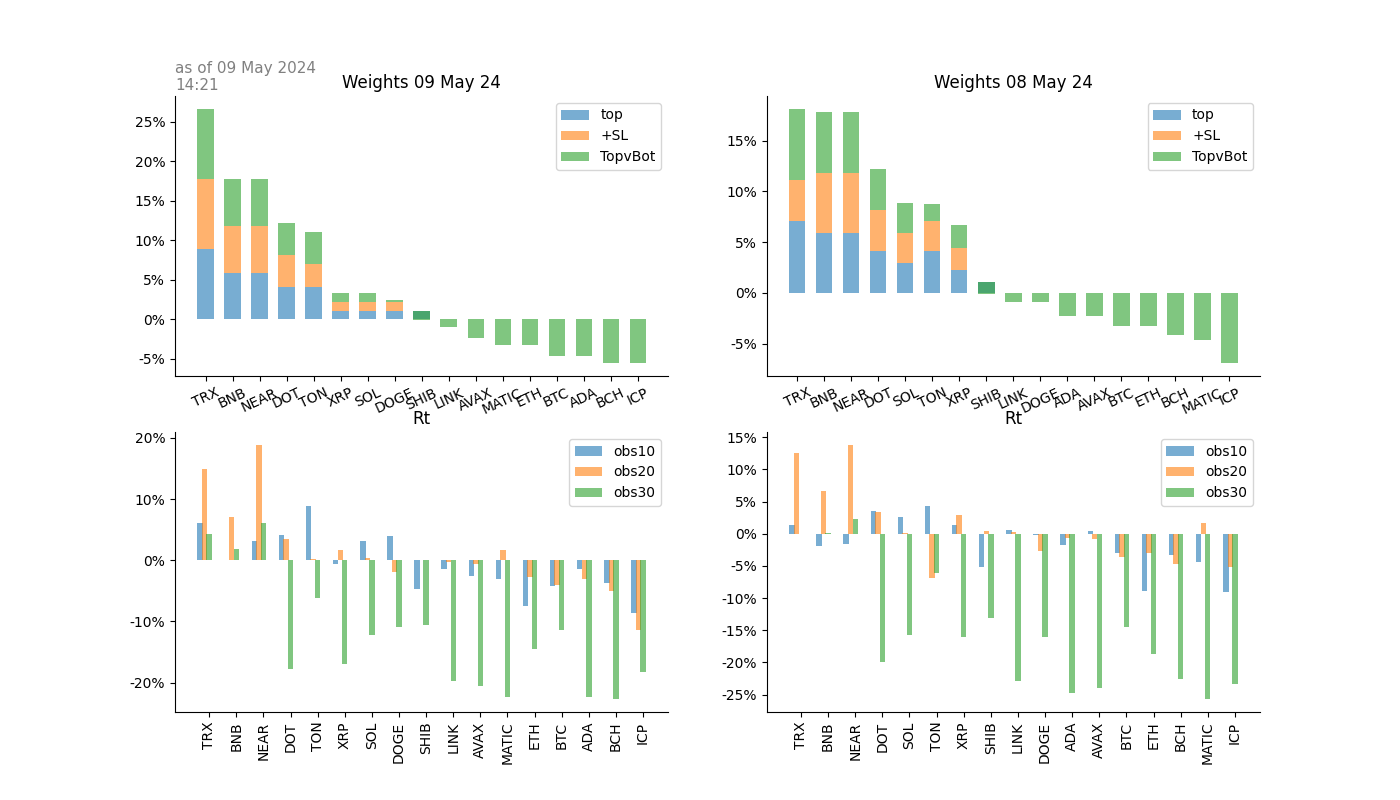 as of 09 May 2024
14:21
Weights 09 May 24
25%
20%
15%
10%
5%
0%
-5%
top
+SL
TopvBot
TRX BNB NEAR DOT TON XRP SOL DOGE SHIB LINK AVAX MATIC ETH BTC ADA BCH ICP
Weights 08 May 24
15%
10%
5%
0%
-5%
top
+SL
TopvBot
TRX BNB NEAR DOT SOL TON XRP SHIB LINK DOGE ADA AVAX BTC ETH BCH MATIC ICP
Rt
20%
10%
0%
-10%
-20%
obs10
obs20
obs30
TRX BNB NEAR DOT TON XRP SOL DOGE SHIB LINK AVAX MATIC ETH BTC ADA BCH ICP
Rt
15%
10%
5%
0%
-5%
-10%
-15%
-20%
-25%
obs10
obs20
obs30
TRX BNB NEAR DOT SOL TON XRP SHIB LINK DOGE ADA AVAX BTC ETH BCH MATIC ICP